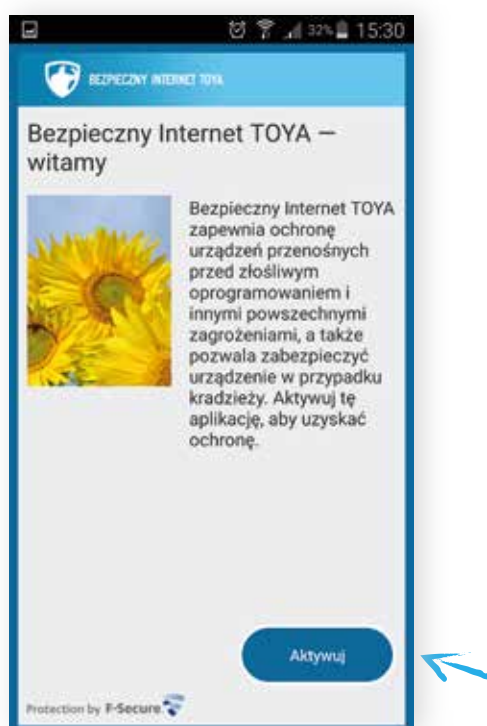 32% 15:30
BEZPIECZNY INTERNET TOYA
Bezpieczny Internet TOYA —
witamy
Bezpieczny Internet TOYA
zapewnia ochronę
urządzeń przenośnych
przed złośliwym
oprogramowaniem i
innymi powszechnymi
zagrożeniami, a także
pozwala zabezpieczyć
urządzenie w przypadku
kradzieży. Aktywuj tę
aplikację, aby uzyskać
ochronę.
Aktywuj
Protection by F-Secure